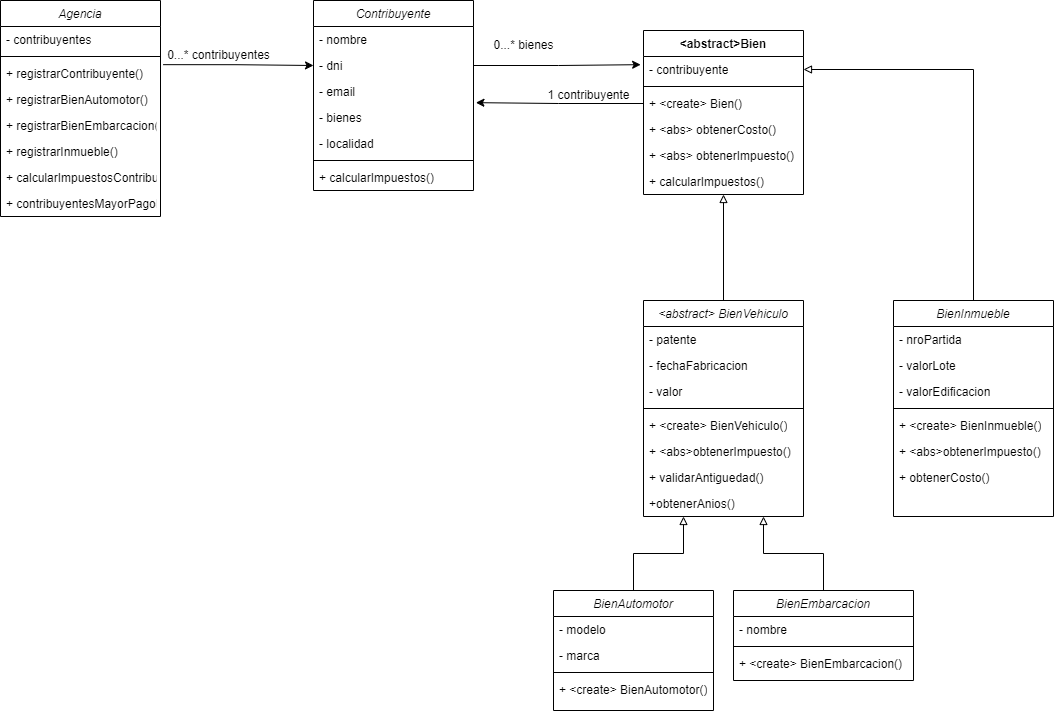 Agencia
- contribuyentes
+ registrarContribuyente()
+ registrarBienAutomotor()
+ registrarBienEmbarcacion(
+ registrarInmueble()
+ calcularImpuestosContribu
+ contribuyentesMayorPago
0...* contribuyentes
Contribuyente
- nombre
- dni
- email
- bienes
- localidad
+ calcularImpuestos()
0...* bienes
1 contribuyente
<abstract>Bien
- contribuyente
+ <create> Bien()
+ <abs> obtenerCosto()
+ <abs> obtenerImpuesto()
+ calcularImpuestos()
<abstract> BienVehiculo
- patente
- fechaFabricacion
- valor
+ <create> BienVehiculo()
+ <abs>obtenerImpuesto()
+ validarAntiguedad()
+obtenerAnios()
BienInmueble
- nroPartida
- valorLote
- valorEdificacion
+ <create> BienInmueble()
+ <abs>obtenerImpuesto()
+ obtenerCosto()
BienAutomotor
- modelo
- marca
+ <create> BienAutomotor()
BienEmbarcacion
- nombre
+ <create> BienEmbarcacion()